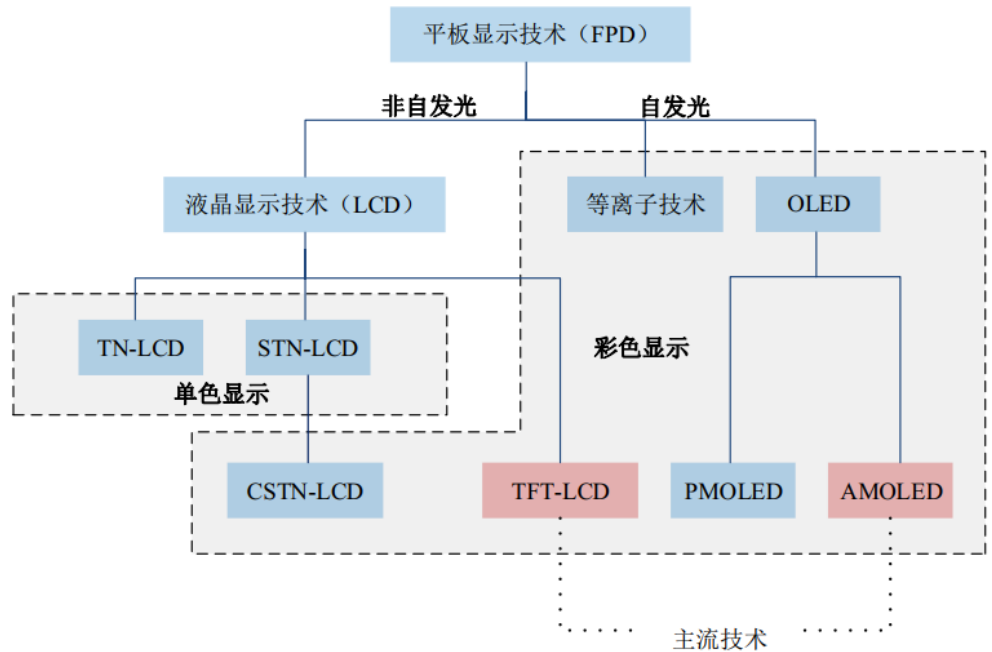 平板显示技术（FPD）
非自发光
自发光
液晶显示技术（LCD）
等离子技术
OLED
TN-LCD
STN-LCD
彩色显示
单色显示
CSTN-LCD
TFT-LCD
PMOLED
AMOLED
主流技术